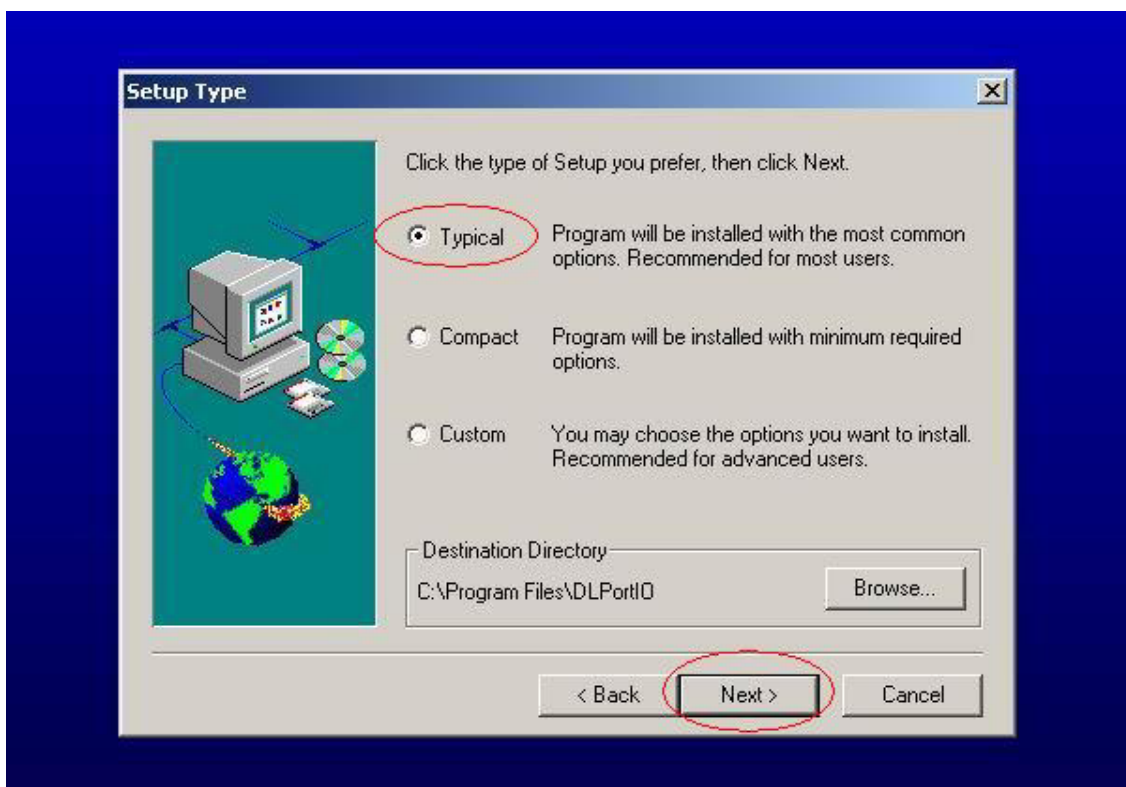 Setup Type
Click the type of Setup you prefer, then click Next.
Typical
Program will be installed with the most common
options. Recommended for most users.
Compact
Program will be installed with minimum required
options.
Custom
You may choose the options you want to install.
Recommended for advanced users.
Destination Directory
C:\Program Files\DLPortIO
Browse...
< Back
Next >
Cancel